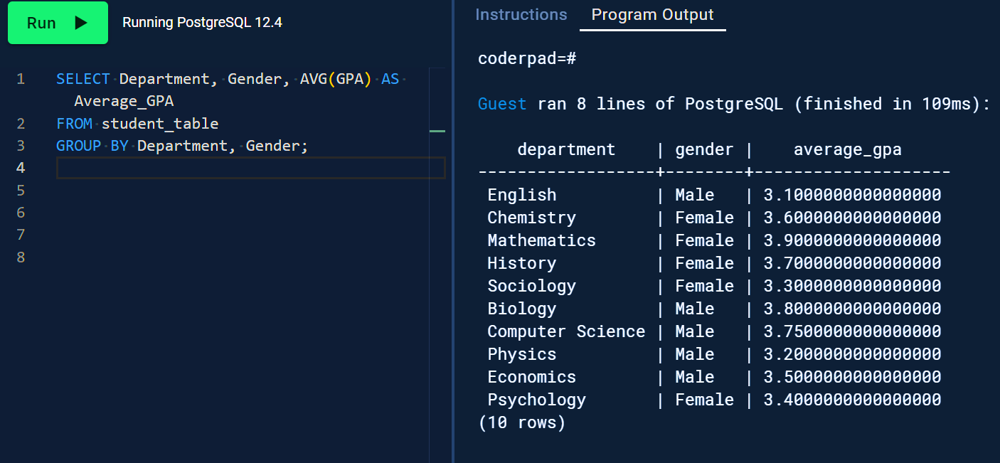 Run
Running PostgreSQL 12.4
1 SELECT Department, Gender, AVG(GPA) AS
Average_GPA
2 FROM student_table
3 GROUP BY Department, Gender;
4
5
6
7
8
Instructions Program Output
coderpad=#
Guest ran 8 lines of PostgreSQL (finished in 109ms):
department | gender | average_gpa
------------------+--------+--------------------
English | Male | 3.1000000000000000
Chemistry | Female | 3.6000000000000000
Mathematics | Female | 3.9000000000000000
History | Female | 3.7000000000000000
Sociology | Female | 3.3000000000000000
Biology | Male | 3.8000000000000000
Computer Science | Male | 3.7500000000000000
Physics | Male | 3.2000000000000000
Economics | Male | 3.5000000000000000
Psychology | Female | 3.4000000000000000
(10 rows)